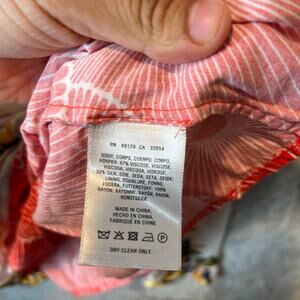 RN 66170 CA 32054
BODY, CORPS, CUERPO, CORPO,
KÖRPER: 67% VISCOSE, VISCOSE,
VISCOSA, VISCOSA, VISKOSE.
33% SILK, SOIE, SEDA, SETA, SEIDE.
LINING, DOUBLURE, FORRO,
FODERA, FUTTERSTOFF: 100%
RAYON, RAYONNE, RAYÓN, RAYON,
KUNSTSEIDE
MADE IN CHINA,
HECHO EN CHINA,
FABRIQUÉ EN CHINE
DRY CLEAN ONLY.